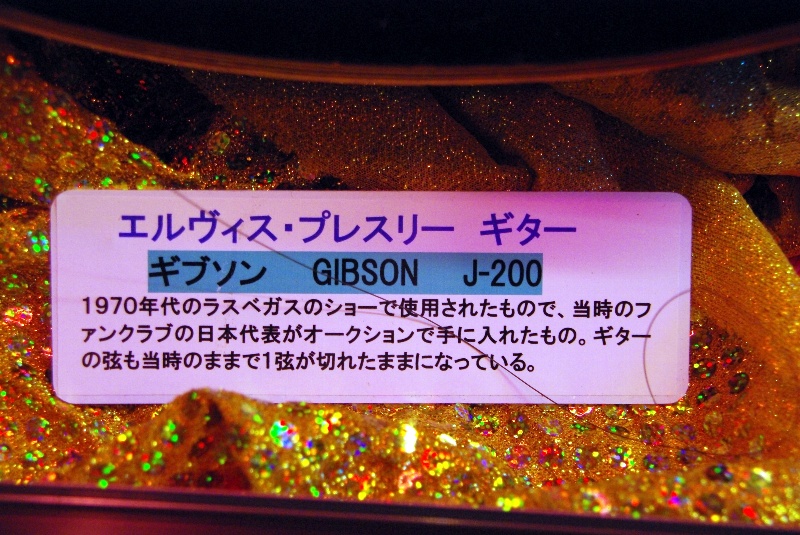 エルヴィス・プレスリー ギター
ギブソン GIBSON J-200
1970年代のラスベガスのショーで使用されたもので、当時のフ
ァンクラブの日本代表がオークションで手に入れたもの。ギター
の弦も当時のままで1弦が切れたままになっている。